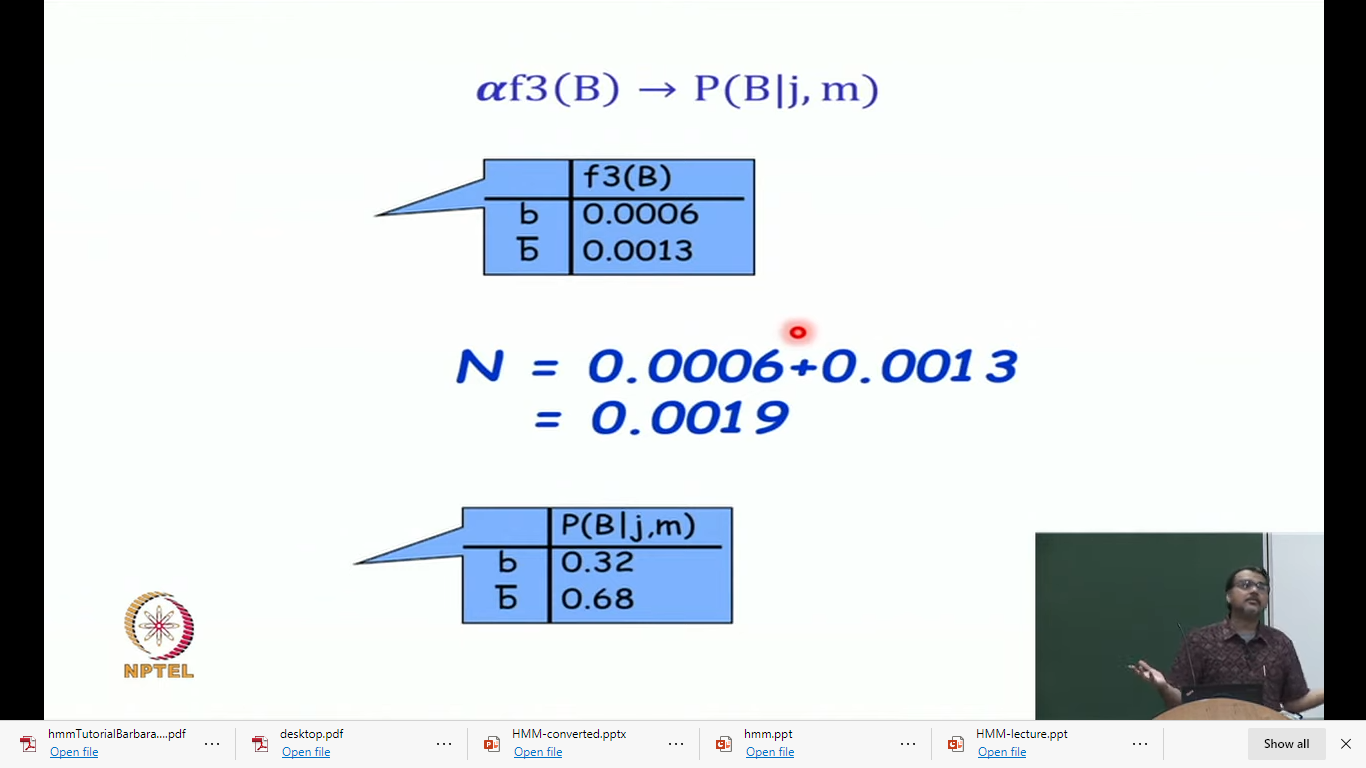 αf3(B) → P(B|j, m)
f3(B)
b 0.0006
b̅ 0.0013
N = 0.0006+0.0013
= 0.0019
P(B|j,m)
b 0.32
b̅ 0.68
NPTEL
hmmTutorialBarbara....pdf
Open file
desktop.pdf
Open file
HMM-converted.pptx
Open file
hmm.ppt
Open file
HMM-lecture.ppt
Open file
Show all